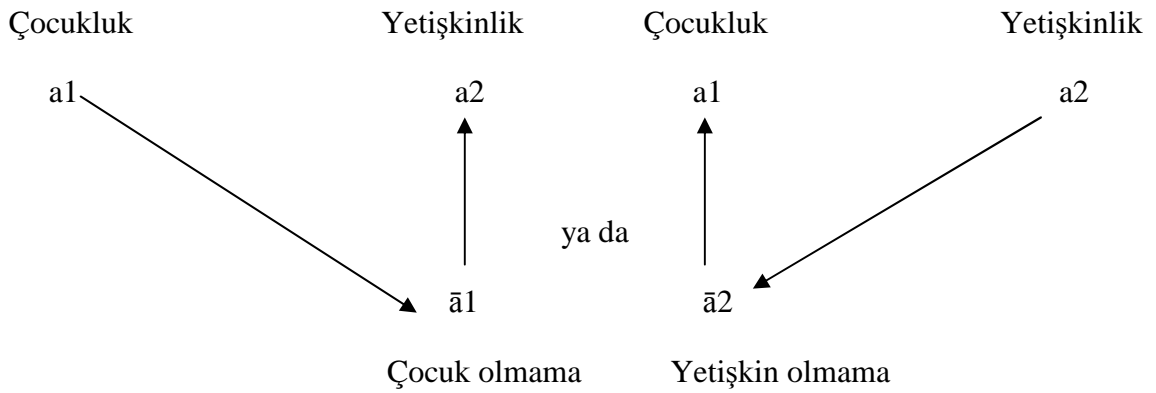 Çocukluk Yetişkinlik Çocukluk Yetişkinlik
a1 a2 a1 a2
ya da
ā1 ā2
Çocuk olmama Yetişkin olmama